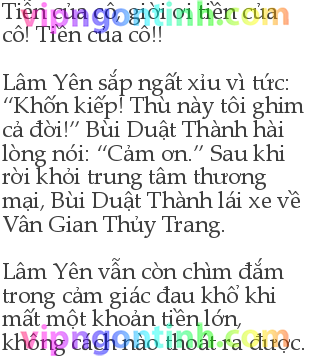 Tiền của cô, giời ơi tiền của
cô! Tiền của cô!!
vipngontinh.com
Lâm Yên sắp ngất xỉu vì tức:
“Khốn kiếp! Thù này tôi ghim
cả đời!” Bùi Duật Thành hài
lòng nói: “Cảm ơn.” Sau khi
rời khỏi trung tâm thương
mại, Bùi Duật Thành lái xe về
Vân Gian Thủy Trang.
Lâm Yên vẫn còn chìm đắm
trong cảm giác đau khổ khi
mất một khoản tiền lớn,
không cách nào thoát ra được.
vipngontinh.com